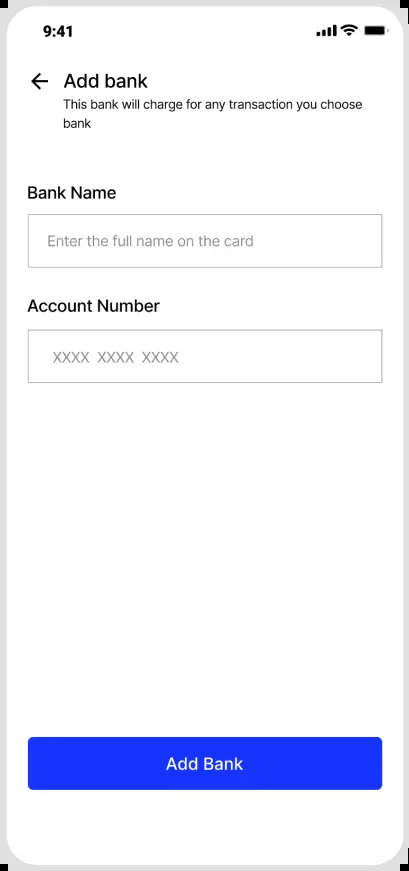 9:41
Add bank
This bank will charge for any transaction you choose
bank
Bank Name
Enter the full name on the card
Account Number
XXXX XXXX XXXX
Add Bank